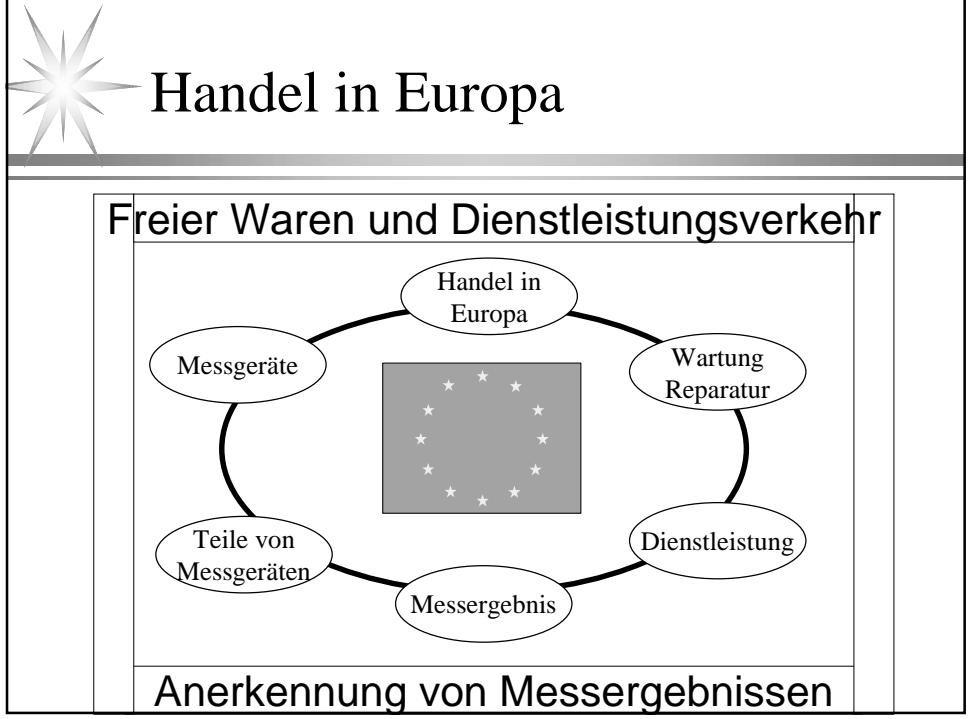 Handel in Europa
Freier Waren und Dienstleistungsverkehr
Handel in
Europa
Messgeräte
Wartung
Reparatur
Teile von
Messgeräten
Dienstleistung
Messergebnis
Anerkennung von Messergebnissen